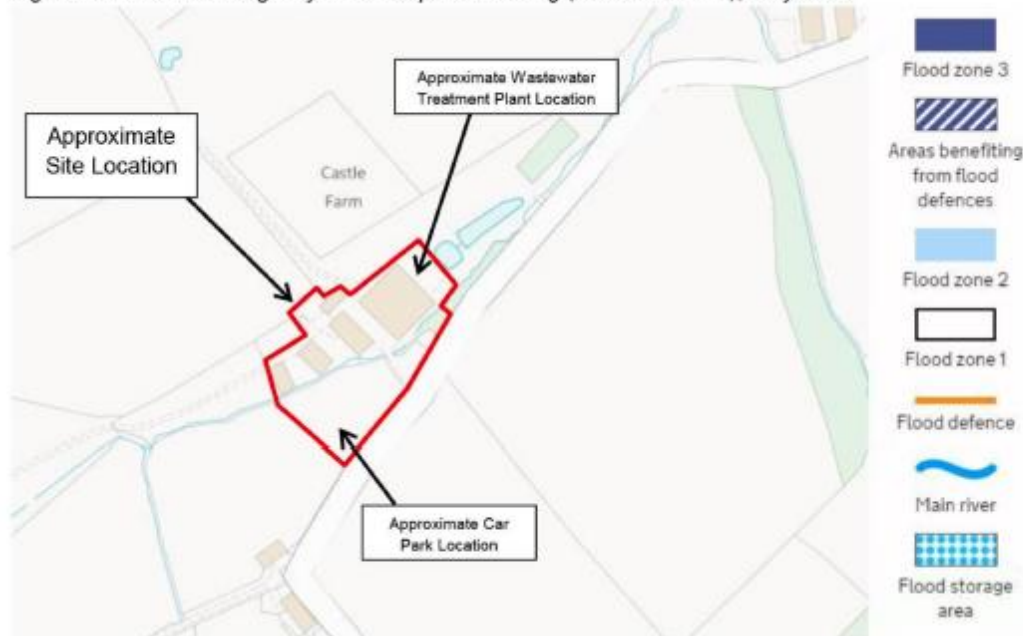 Flood zone 3
Approximate Wastewater
Treatment Plant Location
Approximate
Site Location
Castle
Farm
Areas benefiting
from flood
defences
Flood zone 2
Flood zone 1
Flood defence
Main river
Approximate Car
Park Location
Flood storage
area